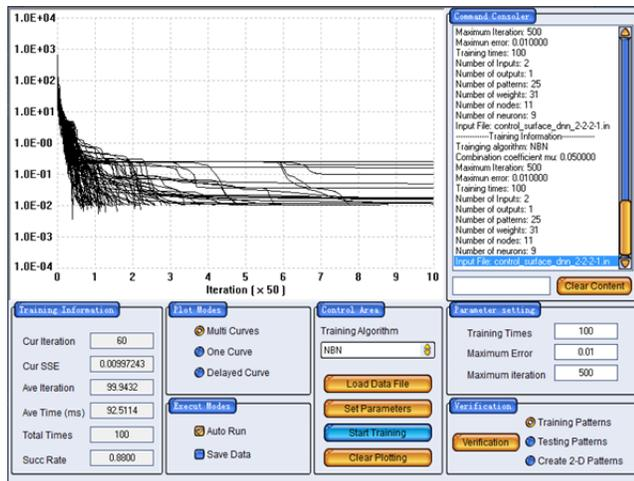 1.0E+04
1.0E+03
1.0E+02
1.0E+01
1.0E-00
1.0E-01
1.0E-02
1.0E-03
1.0E-04
0 1 2 3 4 5 6 7 8 9 10
Iteration ( × 50 )
Command Consoler
Maximum Iteration: 500
Maximun error: 0.010000
Training times: 100
Number of Inputs: 2
Number of outputs: 1
Number of patterns: 25
Number of weights: 31
Number of nodes: 11
Number of neurons: 9
Input File: control_surface_dnn_2-2-2-1.in
------------Training Information------------
Trainging algorithm: NBN
Combination coefficient mu: 0.050000
Maximum Iteration: 500
Maximun error: 0.010000
Training times: 100
Number of Inputs: 2
Number of outputs: 1
Number of patterns: 25
Number of weights: 31
Number of nodes: 11
Number of neurons: 9
Input File: control_surface_dnn_2-2-2-1.in
Clear Content
Training Information
Cur Iteration 60
Cur SSE 0.00997243
Ave Iteration 99.9432
Ave Time (ms) 92.5114
Total Times 100
Succ Rate 0.8800
Plot Modes
Multi Curves
One Curve
Delayed Curve
Execut Modes
Auto Run
Save Data
Control Area
Training Algorithm
NBN
Load Data File
Set Parameters
Start Training
Clear Plotting
Parameter setting
Training Times 100
Maximum Error 0.01
Maximum iteration 500
Verification
Verification
Training Patterns
Testing Patterns
Create 2-D Patterns